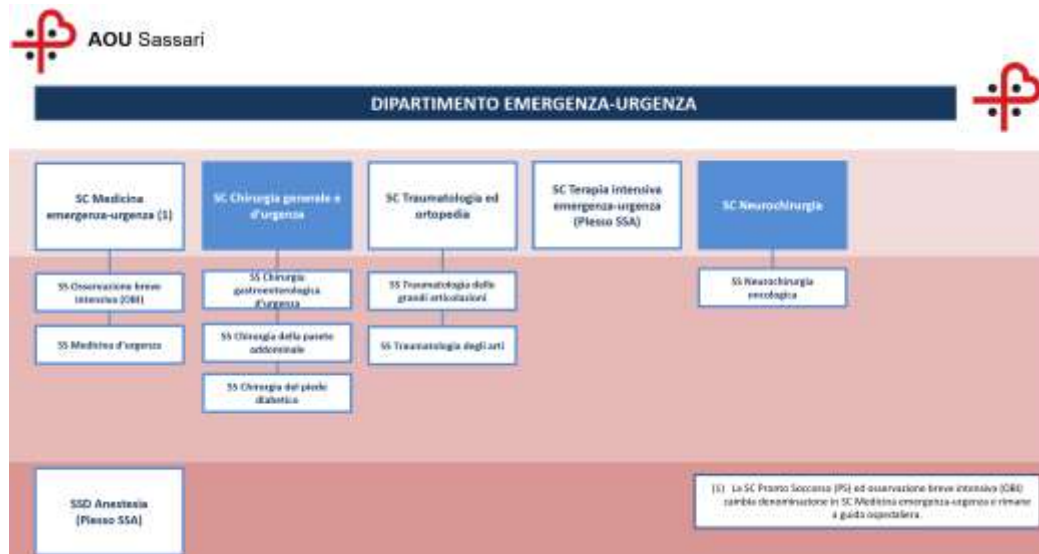 AOU Sassari
DIPARTIMENTO EMERGENZA-URGENZA
SC Medicina
emergenza-urgenza (1)
SC Chirurgia generale e
d'urgenza
SC Traumatologia ed
ortopedia
SC Terapia intensiva
emergenza-urgenza
(Plesso SSA)
SC Neurochirurgia
SS Osservazione breve
intensiva (OBI)
SS Medicina d'urgenza
SS Chirurgia
gastroenterologica
d'urgenza
SS Chirurgia della parete
addominale
SS Chirurgia del piede
diabetico
SS Traumatologia delle
grandi articolazioni
SS Traumatologia degli arti
SS Neurochirurgia
oncologica
SSD Anestesia
(Plesso SSA)
(1) La SC Pronto Soccorso (PS) ed osservazione breve intensiva (OBI)
cambia denominazione in SC Medicina emergenza-urgenza e rimane
a guida ospedaliera.